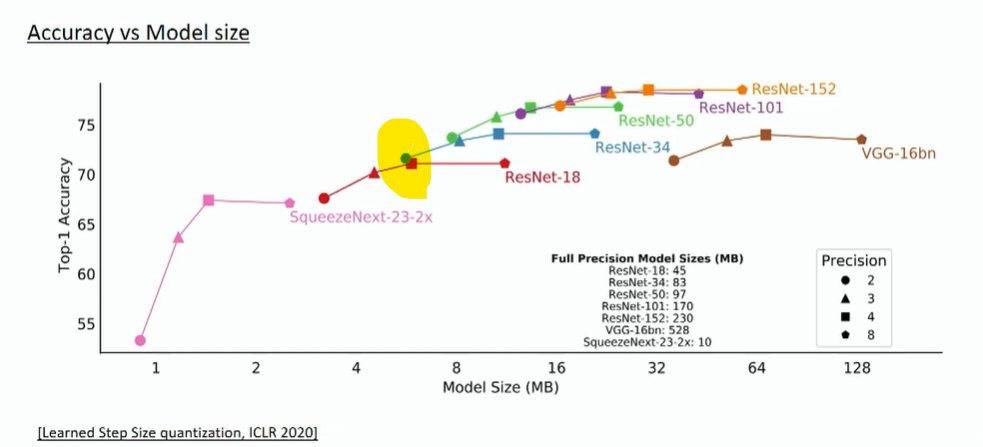 Accuracy vs Model size
ResNet-152
ResNet-101
ResNet-50
ResNet-34
VGG-16bn
ResNet-18
SqueezeNext-23-2x
Top-1 Accuracy
75
70
65
60
55
Full Precision Model Sizes (MB)
ResNet-18: 45
ResNet-34: 83
ResNet-50: 97
ResNet-101: 170
ResNet-152: 230
VGG-16bn: 528
SqueezeNext-23-2x: 10
Precision
2
3
4
8
1 2 4 8 16 32 64 128
Model Size (MB)
[Learned Step Size quantization, ICLR 2020]